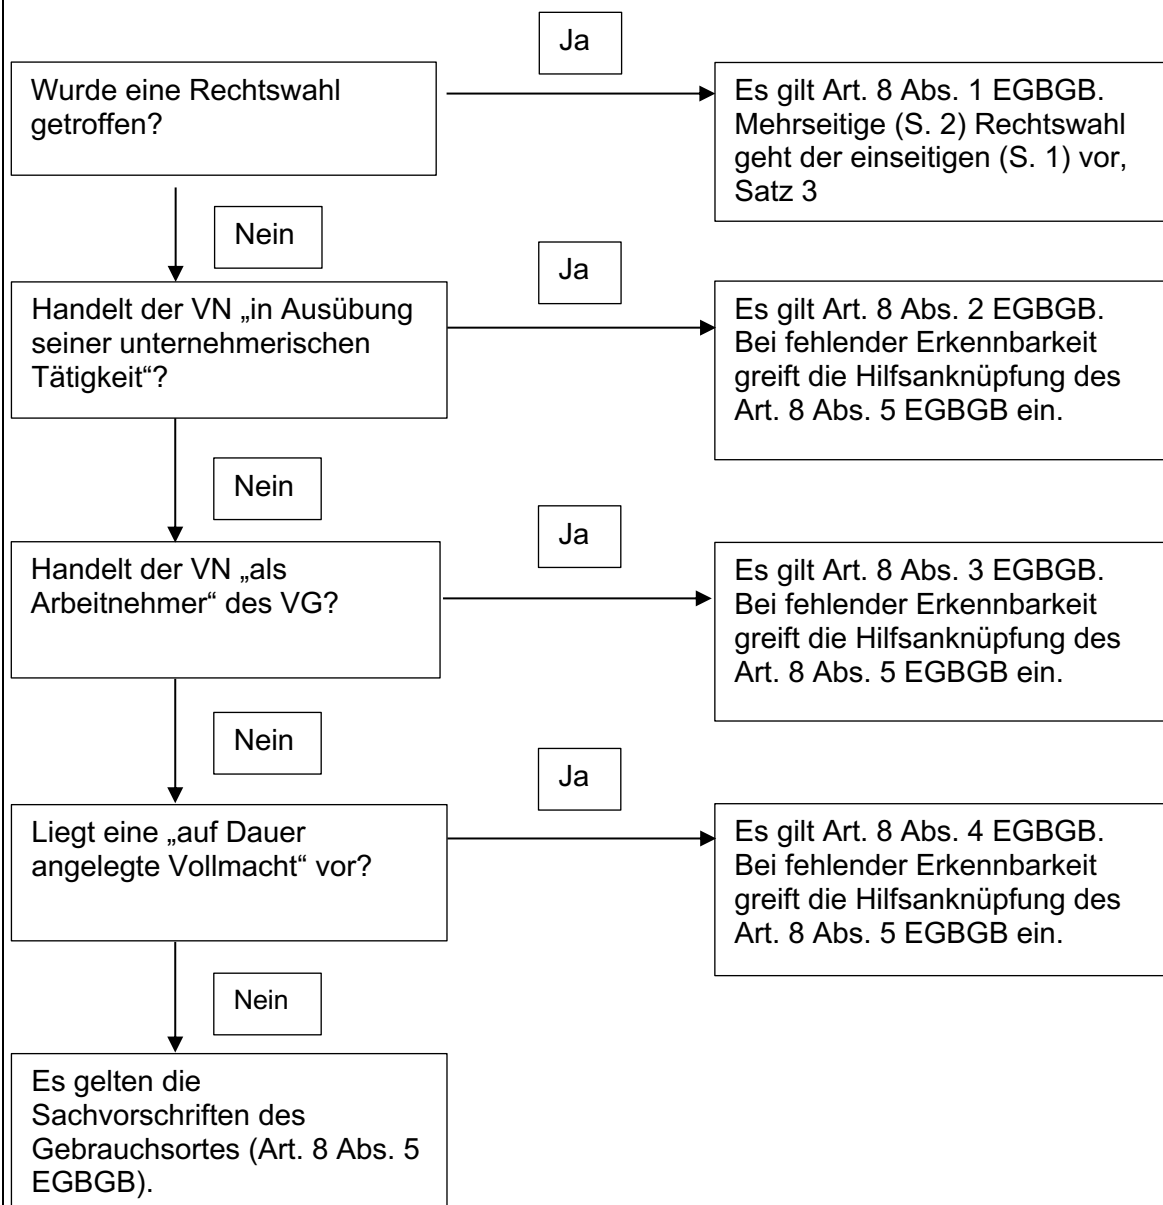 Ja
Wurde eine Rechtswahl
getroffen?
Es gilt Art. 8 Abs. 1 EGBGB.
Mehrseitige (S. 2) Rechtswahl
geht der einseitigen (S. 1) vor,
Satz 3
Nein
Ja
Handelt der VN „in Ausübung
seiner unternehmerischen
Tätigkeit“?
Es gilt Art. 8 Abs. 2 EGBGB.
Bei fehlender Erkennbarkeit
greift die Hilfsanknüpfung des
Art. 8 Abs. 5 EGBGB ein.
Nein
Ja
Handelt der VN „als
Arbeitnehmer“ des VG?
Es gilt Art. 8 Abs. 3 EGBGB.
Bei fehlender Erkennbarkeit
greift die Hilfsanknüpfung des
Art. 8 Abs. 5 EGBGB ein.
Nein
Ja
Liegt eine „auf Dauer
angelegte Vollmacht“ vor?
Es gilt Art. 8 Abs. 4 EGBGB.
Bei fehlender Erkennbarkeit
greift die Hilfsanknüpfung des
Art. 8 Abs. 5 EGBGB ein.
Nein
Es gelten die
Sachvorschriften des
Gebrauchsortes (Art. 8 Abs. 5
EGBGB).